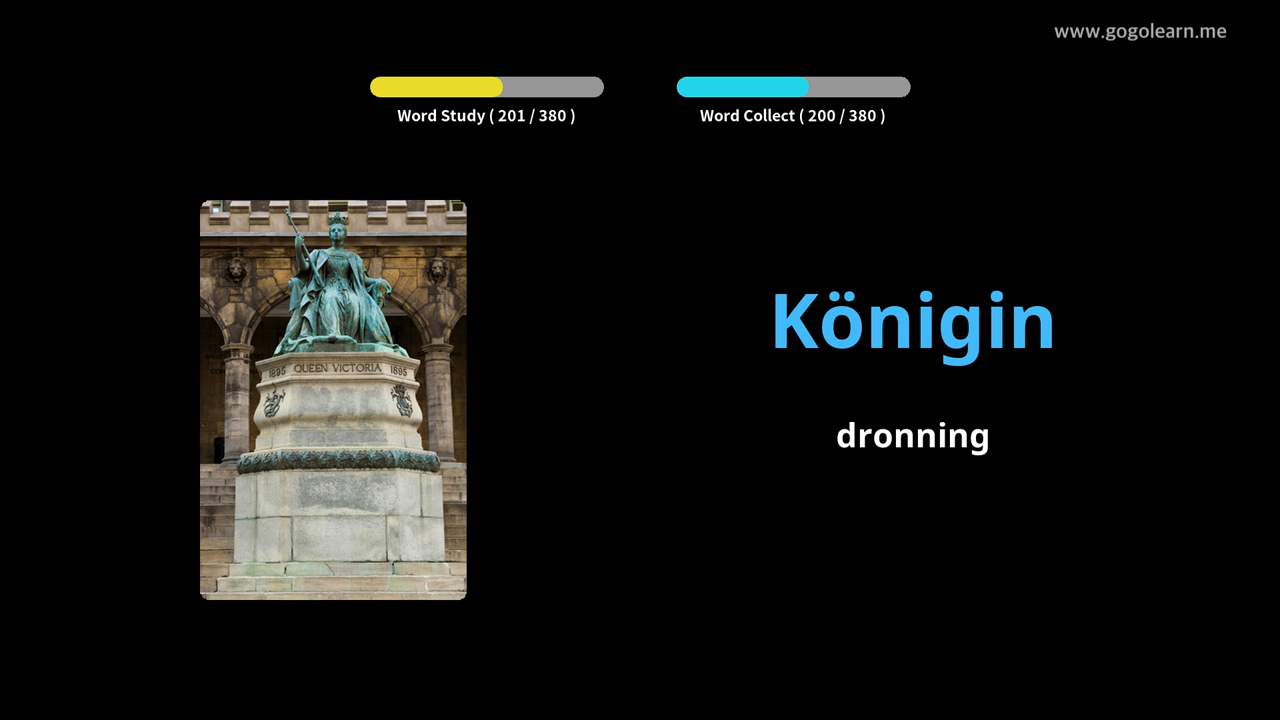 www.gogolearn.me
Word Study ( 201 / 380 )
Word Collect ( 200 / 380 )
1895 QUEEN VICTORIA 1895
Königin
dronning